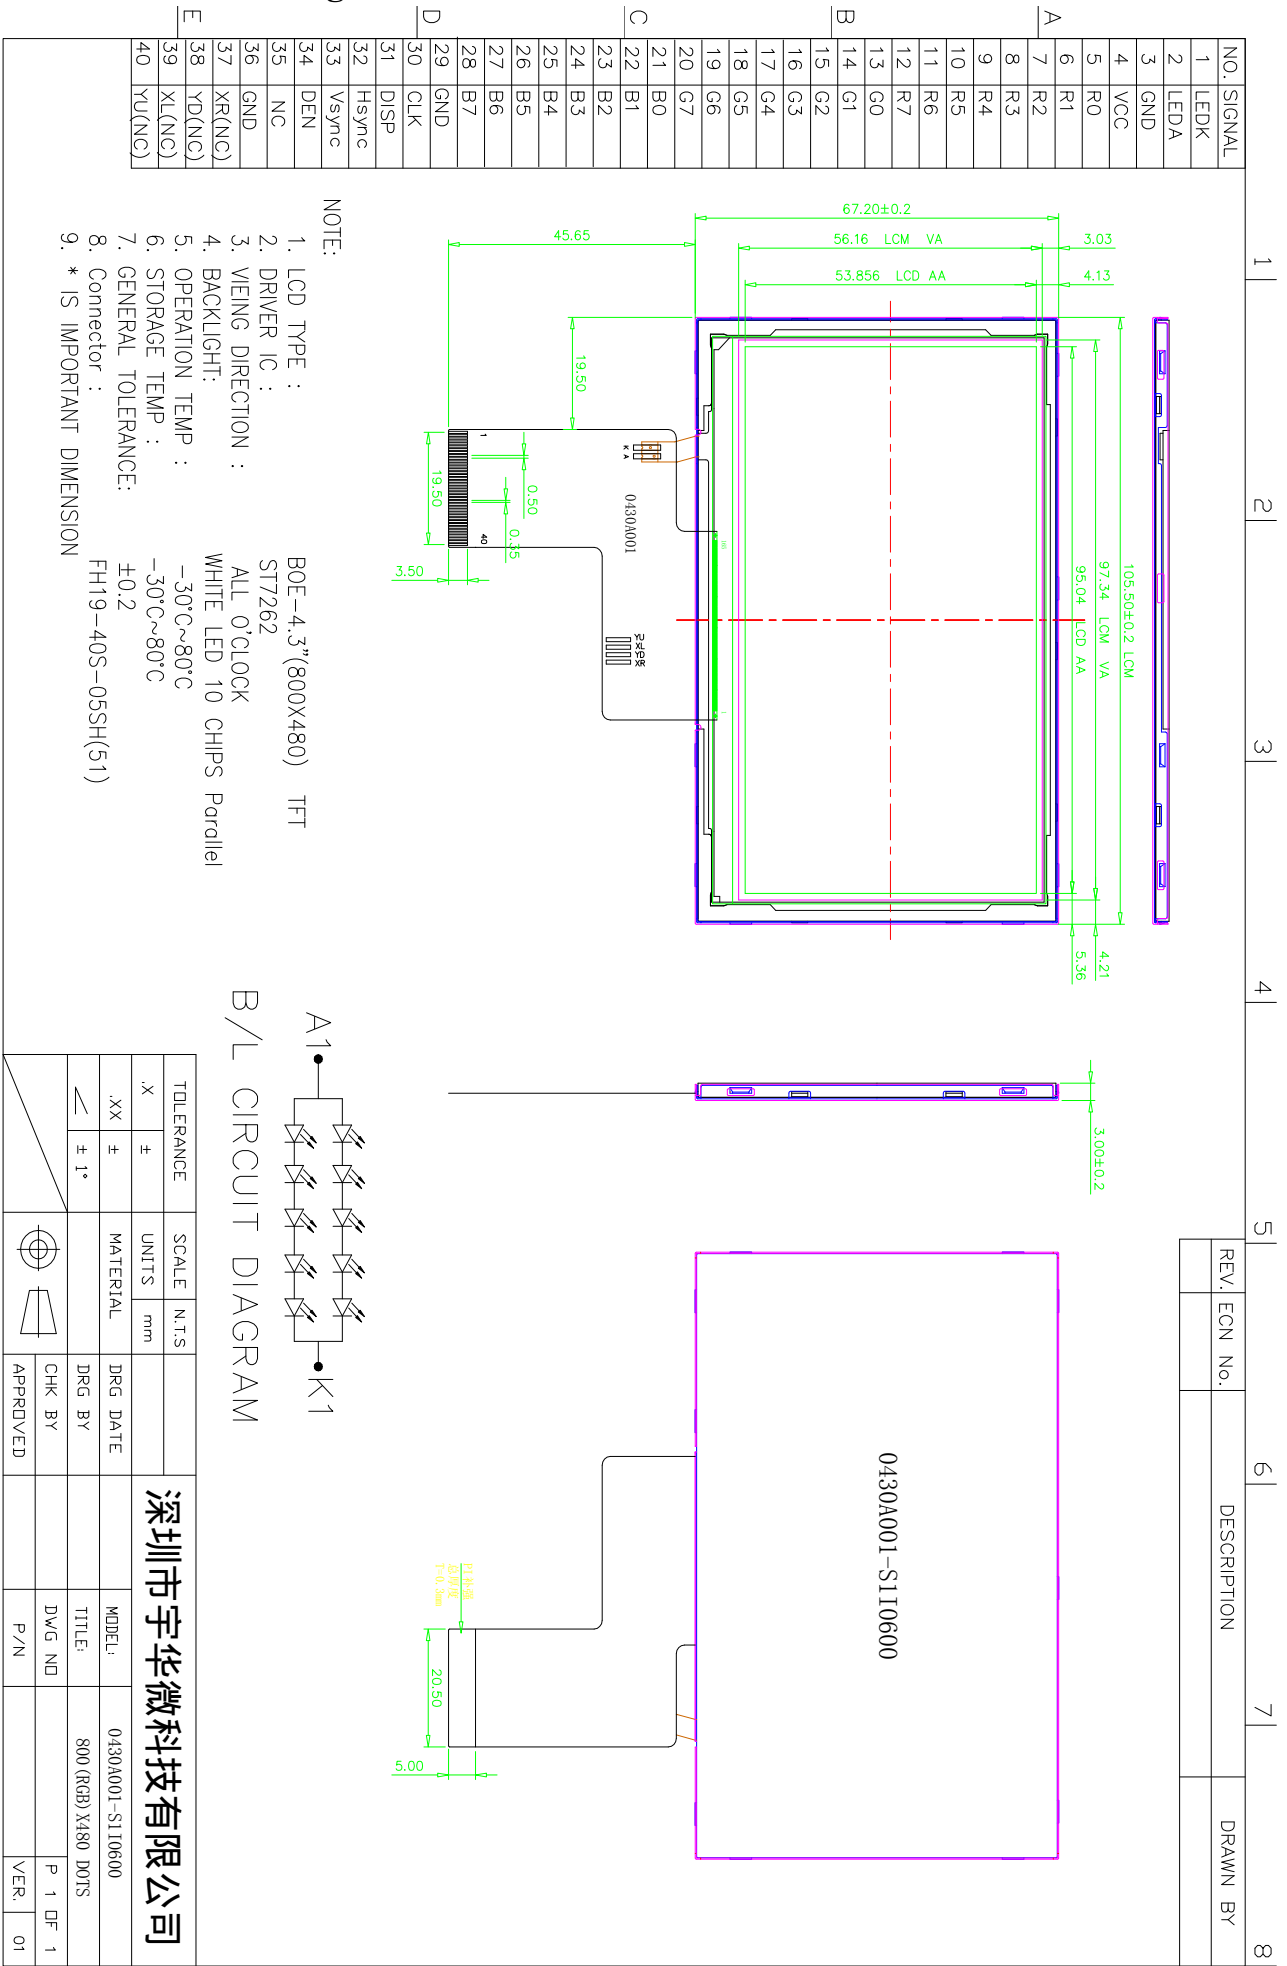 1 2 3 4 5 6 7 8
A
B
C
D
E
NO. SIGNAL
1 LEDK
2 LEDA
3 GND
4 VCC
5 R0
6 R1
7 R2
8 R3
9 R4
10 R5
11 R6
12 R7
13 G0
14 G1
15 G2
16 G3
17 G4
18 G5
19 G6
20 G7
21 B0
22 B1
23 B2
24 B3
25 B4
26 B5
27 B6
28 B7
29 GND
30 CLK
31 DISP
32 Hsync
33 Vsync
34 DEN
35 NC
36 GND
37 XR(NC)
38 YD(NC)
39 XL(NC)
40 YU(NC)
REV. ECN No. DESCRIPTION DRAWN BY
105.50±0.2 LCM
97.34 LCM VA
95.04 LCD AA
4.21
5.36
3.03
4.13
67.20±0.2
56.16 LCM VA
53.856 LCD AA
45.65
19.50
K A
0430A001
1
40
0.50
0.35
19.50
3.50
3.00±0.2
0430A001-S1I0600
20.50
5.00
NOTE:
1. LCD TYPE : BOE-4.3"(800X480) TFT
2. DRIVER IC : ST7262
3. VIEING DIRECTION : ALL O'CLOCK
4. BACKLIGHT: WHITE LED 10 CHIPS Parallel
5. OPERATION TEMP : -30°C~80°C
6. STORAGE TEMP : -30°C~80°C
7. GENERAL TOLERANCE: ±0.2
8. Connector : FH19-40S-05SH(51)
9. * IS IMPORTANT DIMENSION
A1
K1
B/L CIRCUIT DIAGRAM
TOLERANCE SCALE N.T.S
.X ± UNITS mm
.XX ± MATERIAL DRG DATE
± 1° DRG BY
CHK BY
APPROVED
深圳市宇华微科技有限公司
MODEL: 0430A001-S1I0600
TITLE: 800(RGB)X480 DOTS
DWG NO P 1 OF 1
P/N VER. 01